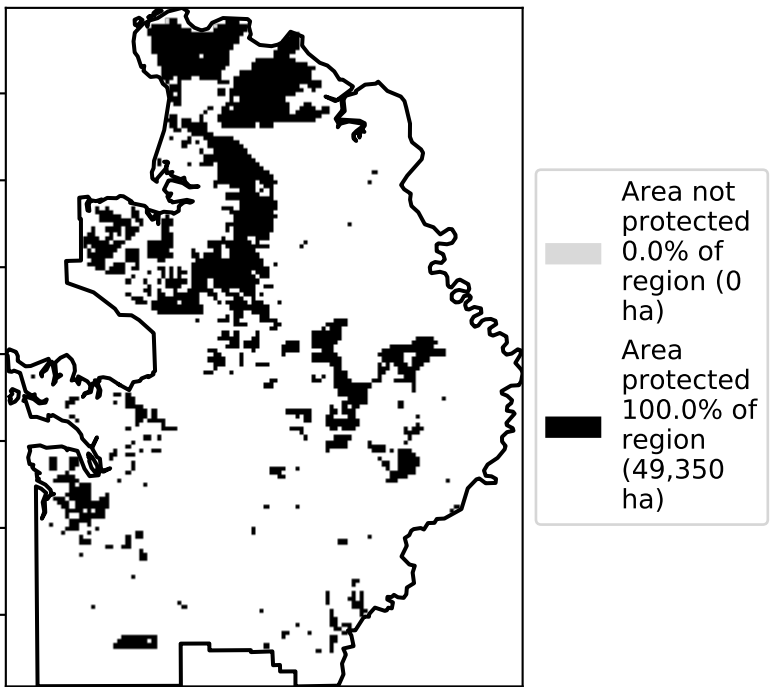 Area not
protected
0.0% of
region (0
ha)
Area
protected
100.0% of
region
(49,350
ha)